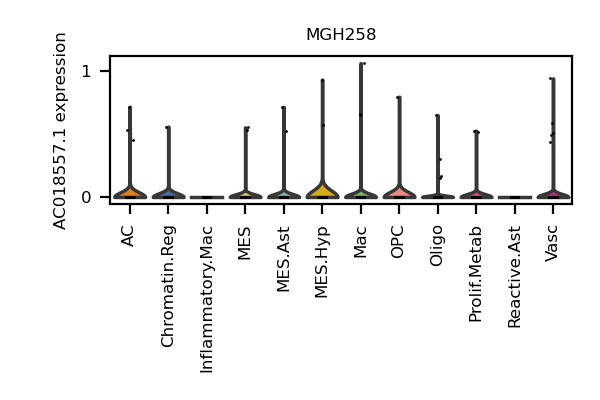 MGH258
AC018557.1 expression
1
0
AC
Chromatin.Reg
Inflammatory.Mac
MES
MES.Ast
MES.Hyp
Mac
OPC
Oligo
Prolif.Metab
Reactive.Ast
Vasc